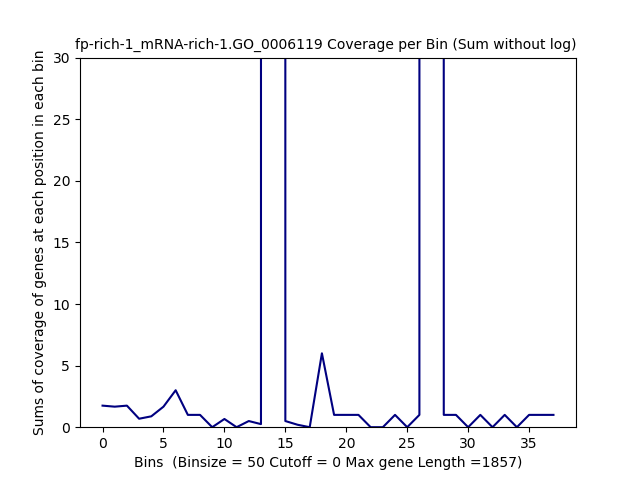 fp-rich-1_mRNA-rich-1.GO_0006119 Coverage per Bin (Sum without log)
Sums of coverage of genes at each position in each bin
30
25
20
15
10
5
0
0 5 10 15 20 25 30 35
Bins  (Binsize = 50 Cutoff = 0 Max gene Length =1857)